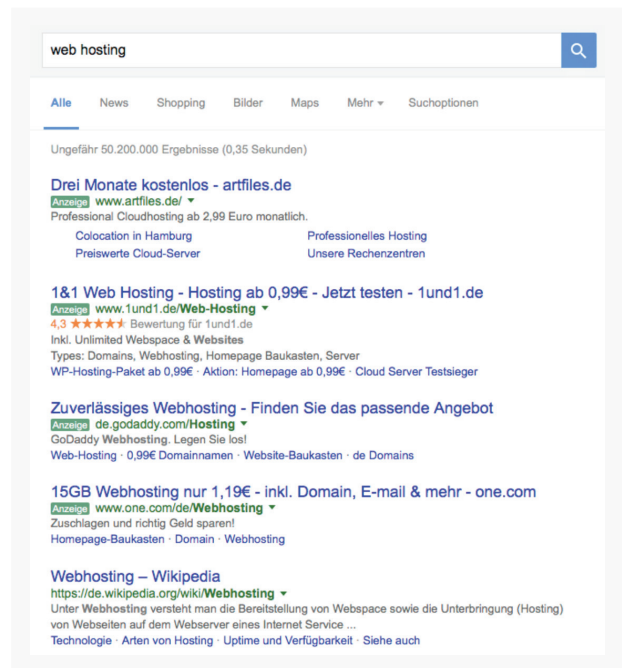 web hosting
Alle News Shopping Bilder Maps Mehr Suchoptionen
Ungefähr 50.200.000 Ergebnisse (0,35 Sekunden)
Drei Monate kostenlos - artfiles.de
Anzeige www.artfiles.de/
Professional Cloudhosting ab 2,99 Euro monatlich.
Colocation in Hamburg Professionelles Hosting
Preiswerte Cloud-Server Unsere Rechenzentren
1&1 Web Hosting - Hosting ab 0,99€ - Jetzt testen - 1und1.de
Anzeige www.1und1.de/Web-Hosting
4,3 ★★★★★ Bewertung für 1und1.de
Inkl. Unlimited Webspace & Websites
Types: Domains, Webhosting, Homepage Baukasten, Server
WP-Hosting-Paket ab 0,99€ · Aktion: Homepage ab 0,99€ · Cloud Server Testsieger
Zuverlässiges Webhosting - Finden Sie das passende Angebot
Anzeige de.godaddy.com/Hosting
GoDaddy Webhosting. Legen Sie los!
Web-Hosting · 0,99€ Domainnamen · Website-Baukasten · de Domains
15GB Webhosting nur 1,19€ - inkl. Domain, E-mail & mehr - one.com
Anzeige www.one.com/de/Webhosting
Zuschlagen und richtig Geld sparen!
Homepage-Baukasten · Domain · Webhosting
Webhosting – Wikipedia
https://de.wikipedia.org/wiki/Webhosting
Unter Webhosting versteht man die Bereitstellung von Webspace sowie die Unterbringung (Hosting)
von Webseiten auf dem Webserver eines Internet Service ...
Technologie · Arten von Hosting · Uptime und Verfügbarkeit · Siehe auch